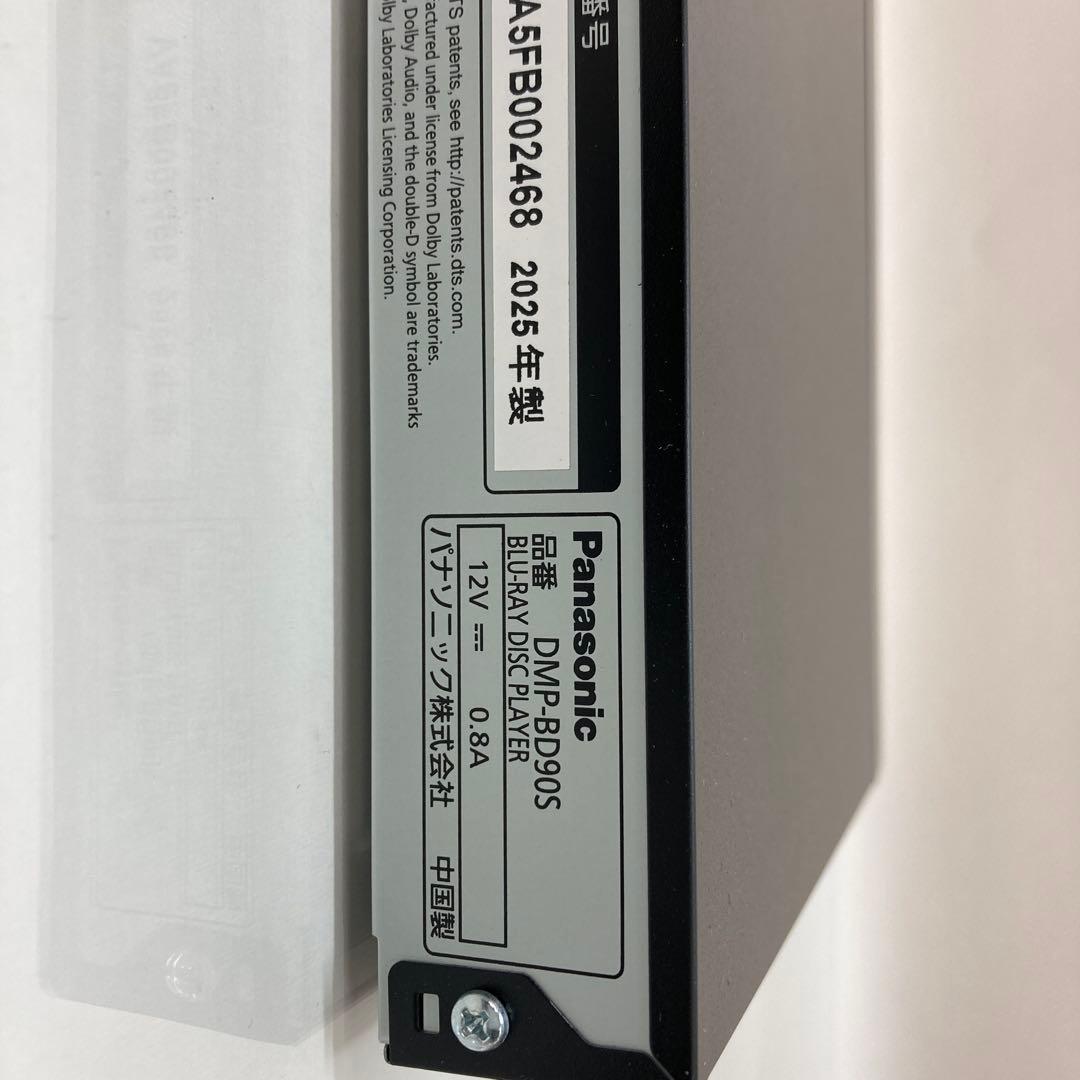 番号
A5FB002468 2025年製
TS patents, see http://patents.dts.com.
factured under license from Dolby Laboratories.
, Dolby Audio, and the double-D symbol are trademarks
lby Laboratories Licensing Corporation.
Panasonic
品番 DMP-BD90S
BLU-RAY DISC PLAYER
12V ⎓ 0.8A
パナソニック株式会社 中国製